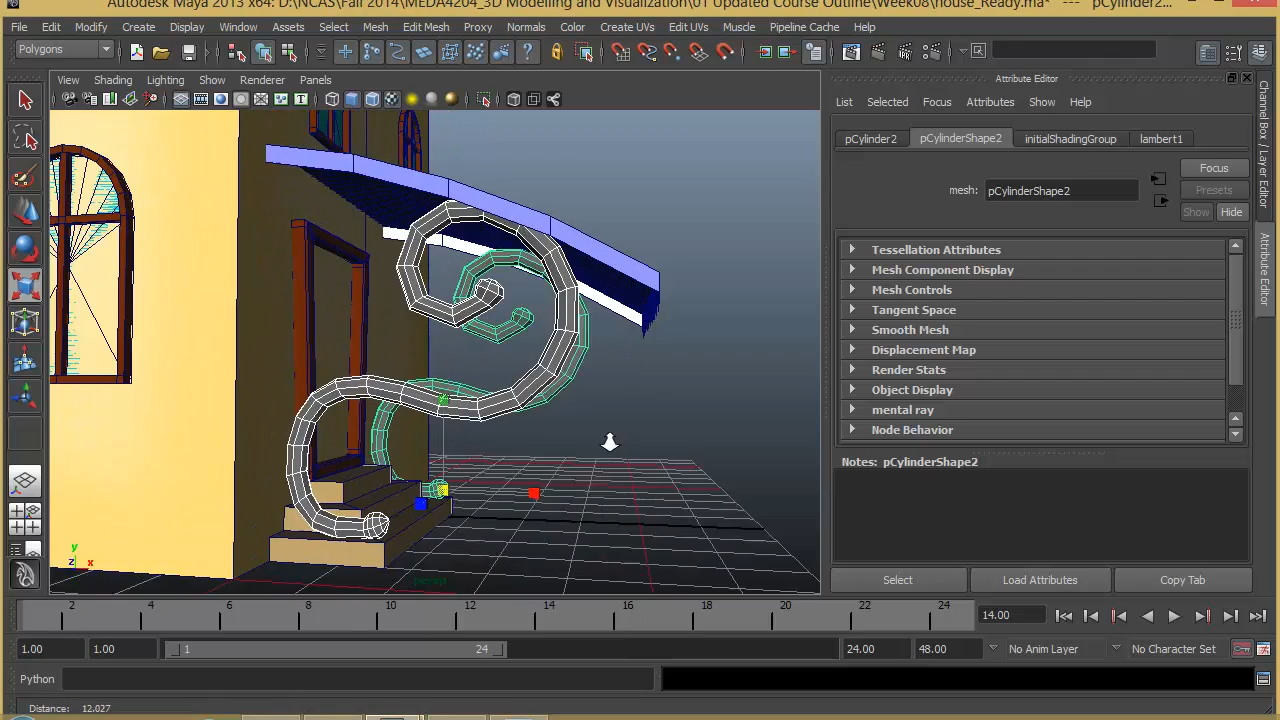 Autodesk Maya 2013 x64: D:\NCAS\Fall 2014\MEDA4204_3D Modelling and Visualization\01 Updated Course Outline\Week08\house_Ready.ma* --- pCylinder2...
File Edit Modify Create Display Window Assets Select Mesh Edit Mesh Proxy Normals Color Create UVs Edit UVs Muscle Pipeline Cache Help
Polygons
View Shading Lighting Show Renderer Panels
Attribute Editor
List Selected Focus Attributes Show Help
pCylinder2 pCylinderShape2 initialShadingGroup lambert1
Focus
mesh: pCylinderShape2
Presets
Show Hide
Tessellation Attributes
Mesh Component Display
Mesh Controls
Tangent Space
Smooth Mesh
Displacement Map
Render Stats
Object Display
mental ray
Node Behavior
Notes: pCylinderShape2
Select Load Attributes Copy Tab
Channel Box / Layer Editor
Attribute Editor
y
z x
persp
2 4 6 8 10 12 14 16 18 20 22 24
14.00
1.00 1.00 1 24 24.00 48.00 No Anim Layer No Character Set
Python
Distance: 12.027